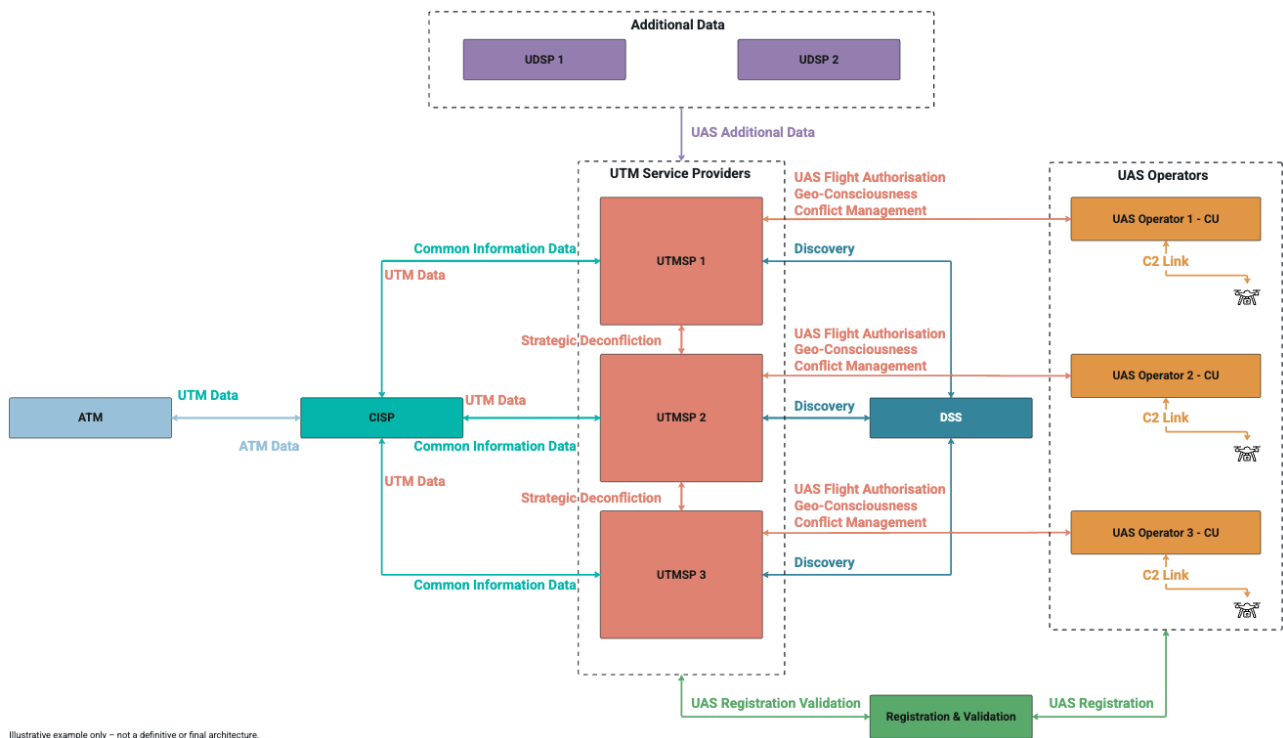 Additional Data
UDSP 1
UDSP 2
UAS Additional Data
UTM Service Providers
UAS Operators
UAS Flight Authorisation
Geo-Consciousness
Conflict Management
UTMSP 1
UAS Operator 1 - CU
Common Information Data
UTM Data
Discovery
C2 Link
Strategic Deconfliction
UAS Flight Authorisation
Geo-Consciousness
Conflict Management
UAS Operator 2 - CU
UTM Data
ATM
ATM Data
CISP
UTM Data
Common Information Data
UTMSP 2
Discovery
DSS
C2 Link
UTM Data
Strategic Deconfliction
UAS Flight Authorisation
Geo-Consciousness
Conflict Management
UAS Operator 3 - CU
Common Information Data
UTMSP 3
Discovery
C2 Link
UAS Registration Validation
Registration & Validation
UAS Registration
Illustrative example only – not a definitive or final architecture.